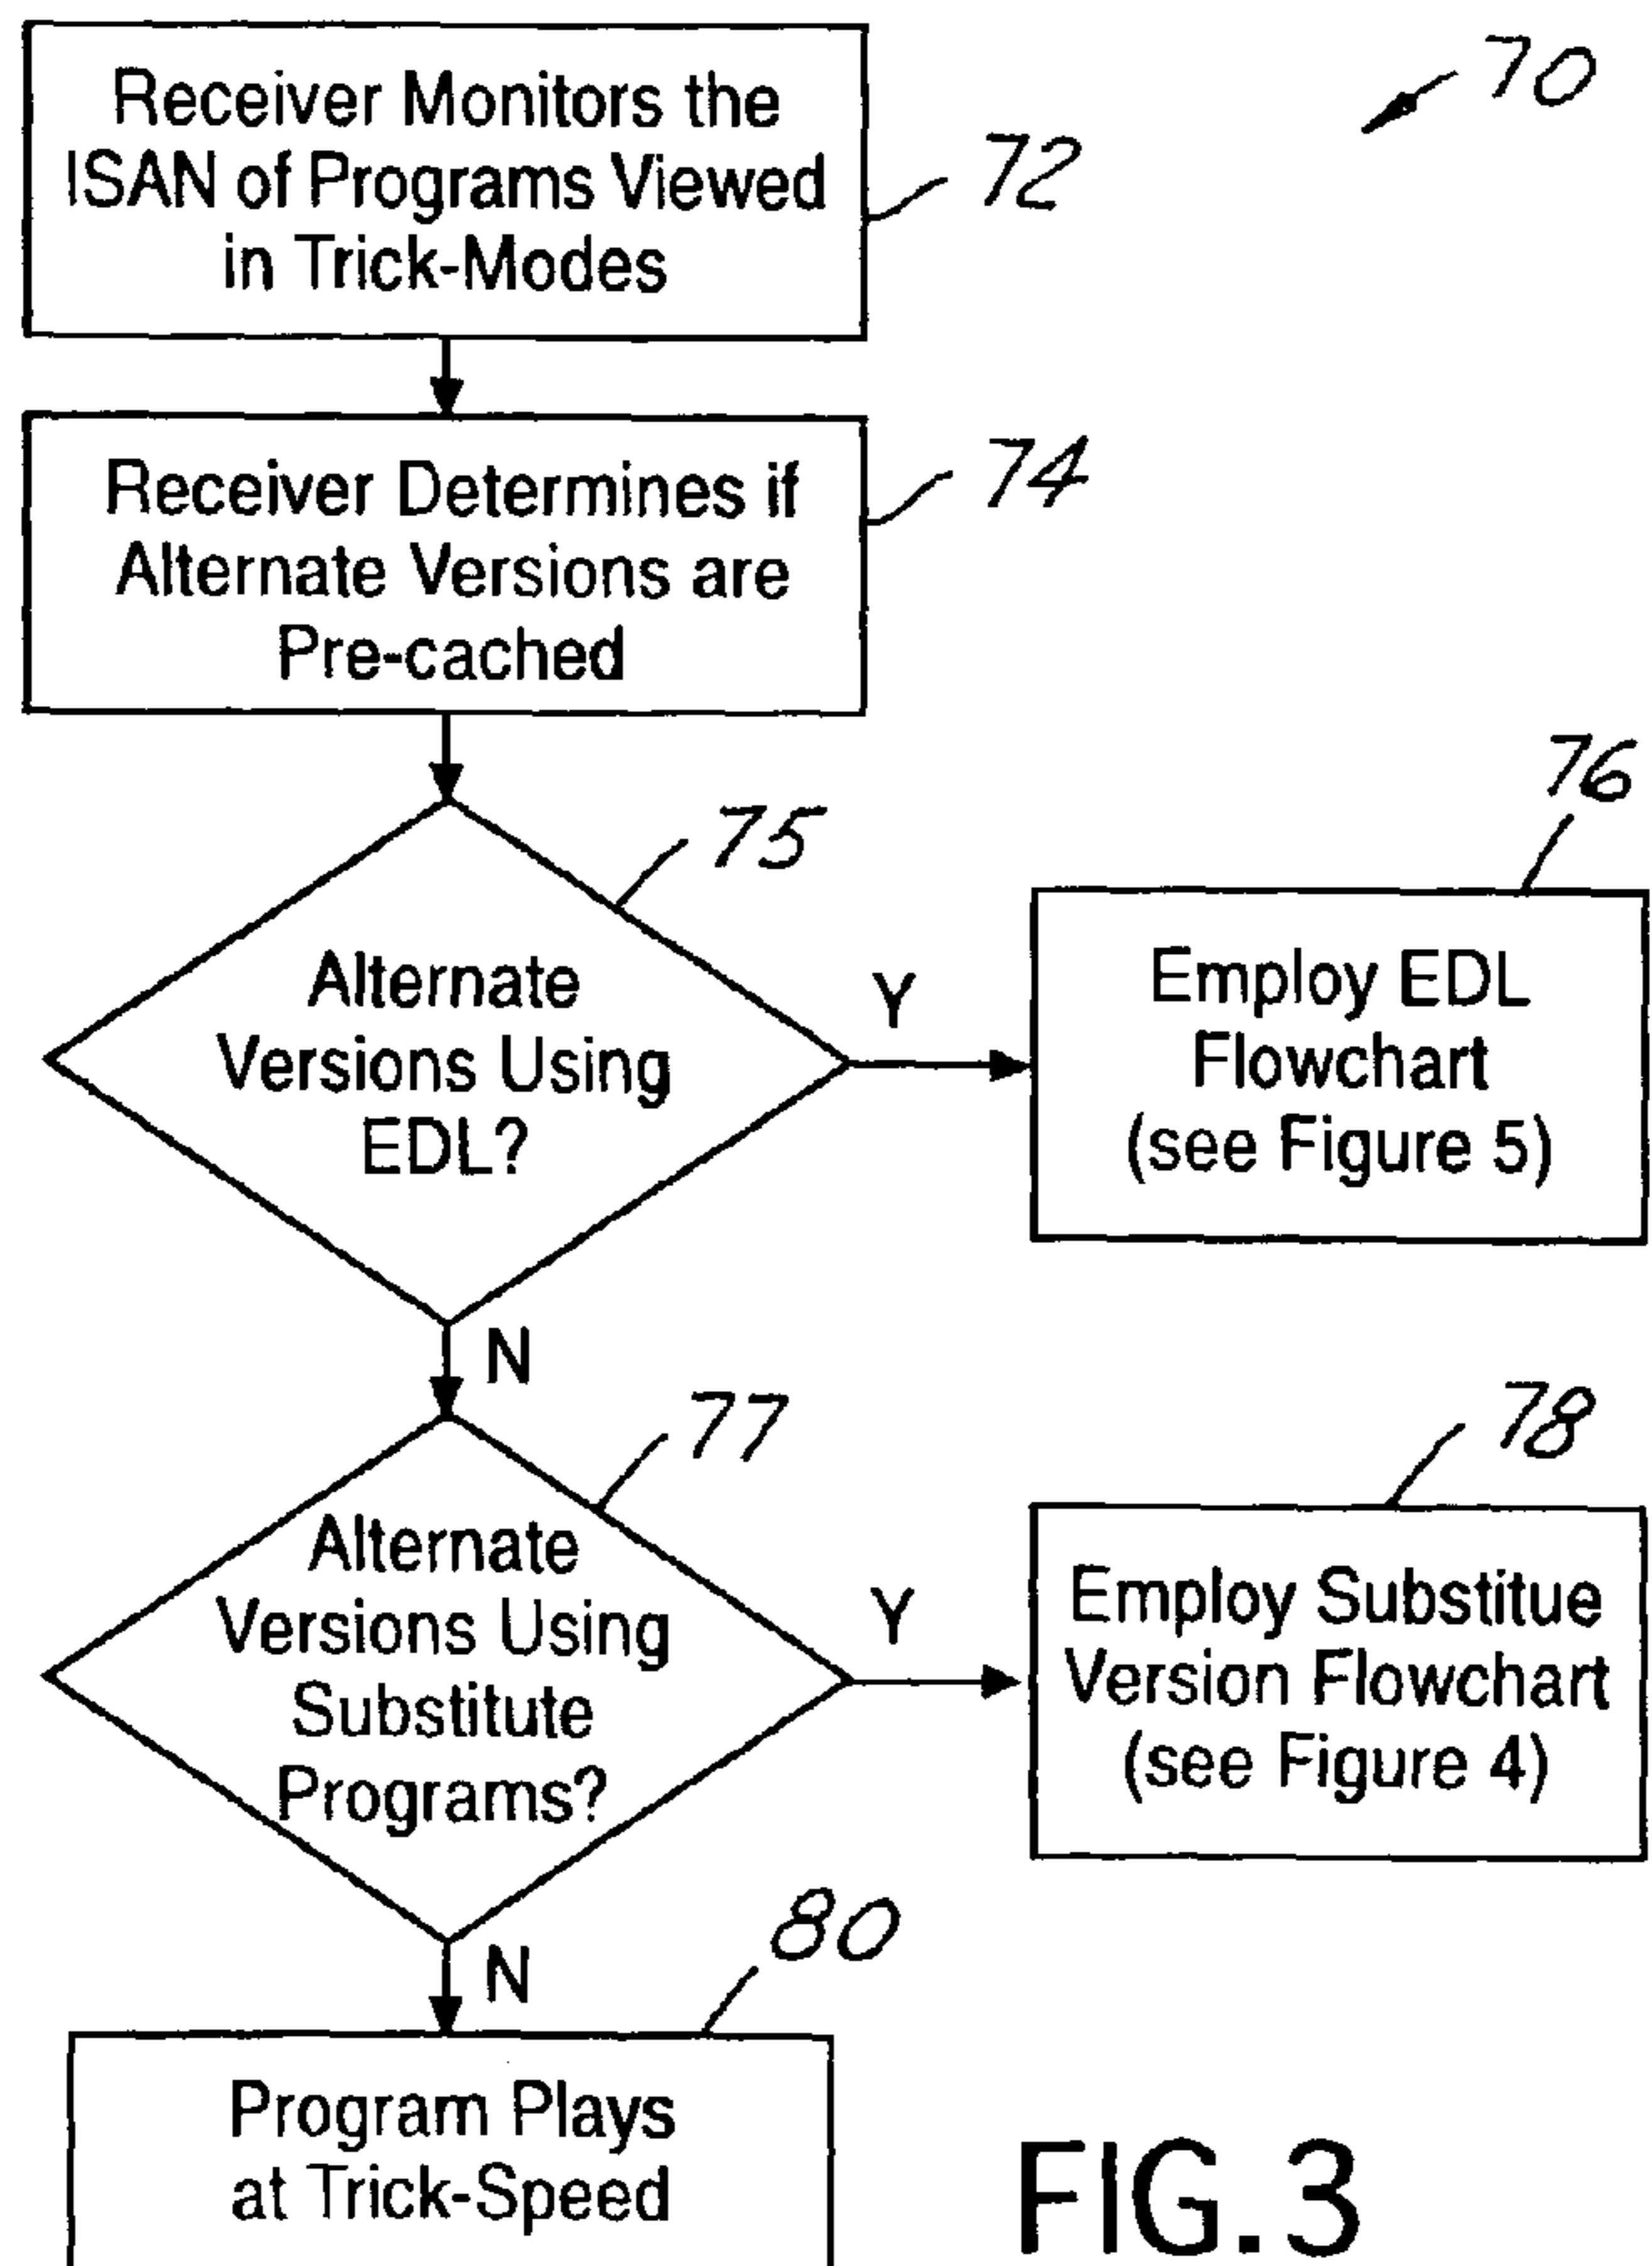 70
Receiver Monitors the
ISAN of Programs Viewed
in Trick-Modes
72
Receiver Determines if
Alternate Versions are
Pre-cached
74
75
Alternate
Versions Using
EDL?
Y
76
Employ EDL
Flowchart
(see Figure 5)
N
77
Alternate
Versions Using
Substitute
Programs?
Y
78
Employ Substitue
Version Flowchart
(see Figure 4)
N
80
Program Plays
at Trick-Speed
FIG.3